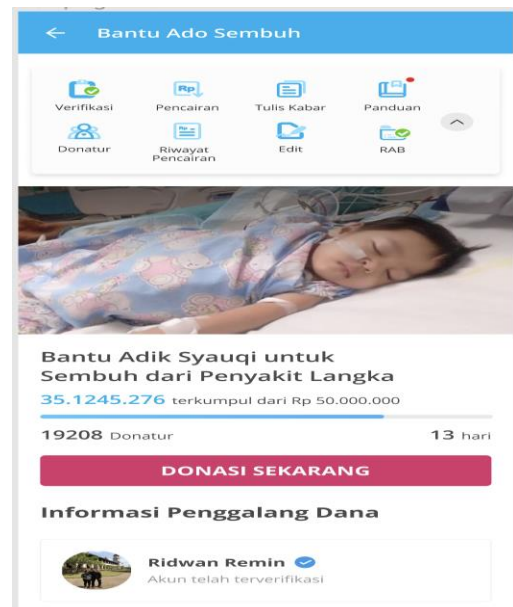 Bantu Ado Sembuh
Verifikasi Pencairan Tulis Kabar Panduan
Donatur Riwayat Pencairan Edit RAB
Bantu Adik Syauqi untuk
Sembuh dari Penyakit Langka
35.1245.276 terkumpul dari Rp 50.000.000
19208 Donatur 13 hari
DONASI SEKARANG
Informasi Penggalang Dana
Ridwan Remin
Akun telah terverifikasi